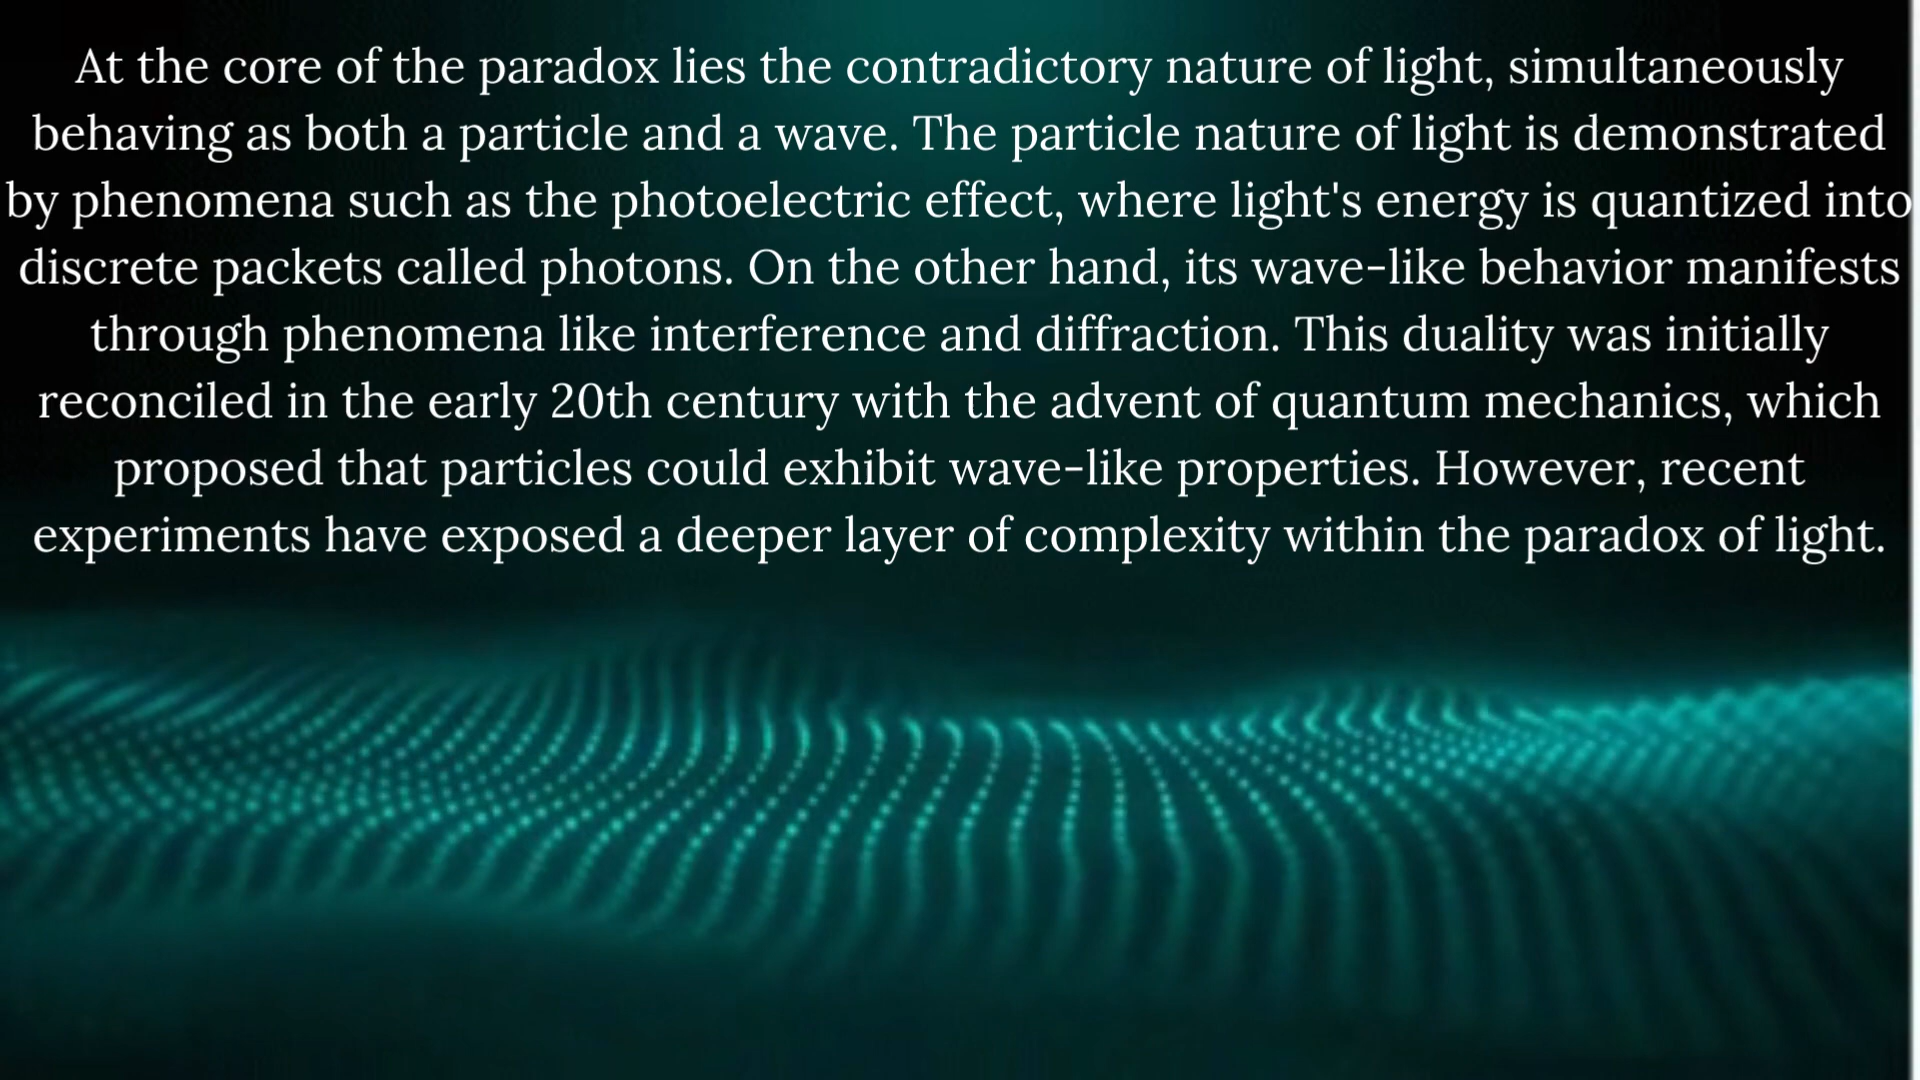 At the core of the paradox lies the contradictory nature of light, simultaneously
behaving as both a particle and a wave. The particle nature of light is demonstrated
by phenomena such as the photoelectric effect, where light's energy is quantized into
discrete packets called photons. On the other hand, its wave-like behavior manifests
through phenomena like interference and diffraction. This duality was initially
reconciled in the early 20th century with the advent of quantum mechanics, which
proposed that particles could exhibit wave-like properties. However, recent
experiments have exposed a deeper layer of complexity within the paradox of light.